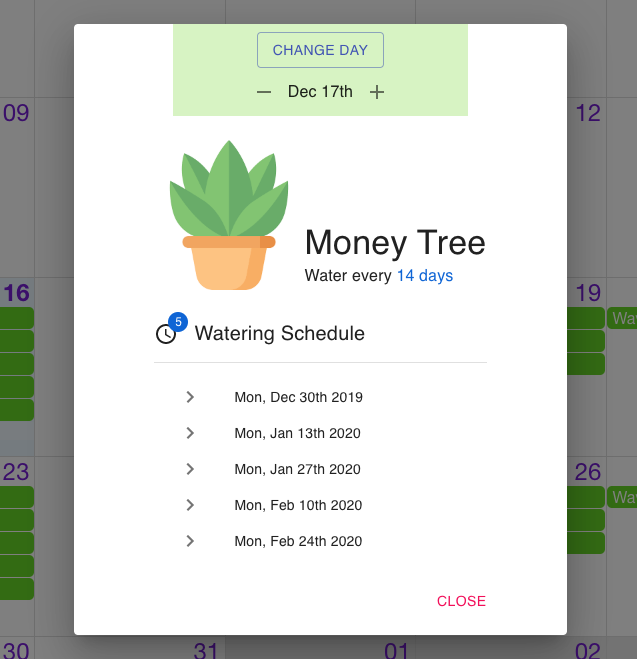 CHANGE DAY
Dec 17th
09
12
Money Tree
Water every 14 days
16
19
5
Watering Schedule
Mon, Dec 30th 2019
Mon, Jan 13th 2020
Mon, Jan 27th 2020
Mon, Feb 10th 2020
23
26
Mon, Feb 24th 2020
CLOSE
30
31
01
02